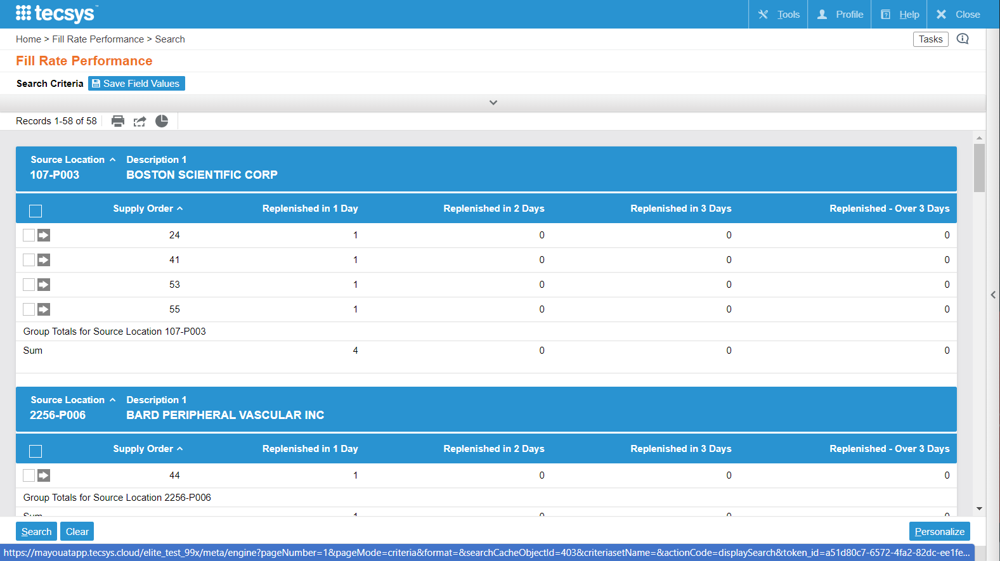 tecsys™
Tools
Profile
Help
Close
Home > Fill Rate Performance > Search
Tasks
Fill Rate Performance
Search Criteria
Save Field Values
Records 1-58 of 58
Source Location Description 1
107-P003 BOSTON SCIENTIFIC CORP
Supply Order Replenished in 1 Day Replenished in 2 Days Replenished in 3 Days Replenished - Over 3 Days
24 1 0 0 0
41 1 0 0 0
53 1 0 0 0
55 1 0 0 0
Group Totals for Source Location 107-P003
Sum 4 0 0 0
Source Location Description 1
2256-P006 BARD PERIPHERAL VASCULAR INC
Supply Order Replenished in 1 Day Replenished in 2 Days Replenished in 3 Days Replenished - Over 3 Days
44 1 0 0 0
Group Totals for Source Location 2256-P006
Sum 1 0 0 0
Search
Clear
Personalize
https://mayouatapp.tecsys.cloud/elite_test_99x/meta/engine?pageNumber=1&pageMode=criteria&format=&searchCacheObjectId=403&criteriasetName=&actionCode=displaySearch&token_id=a51d80c7-6572-4fa2-82dc-ee1fe...